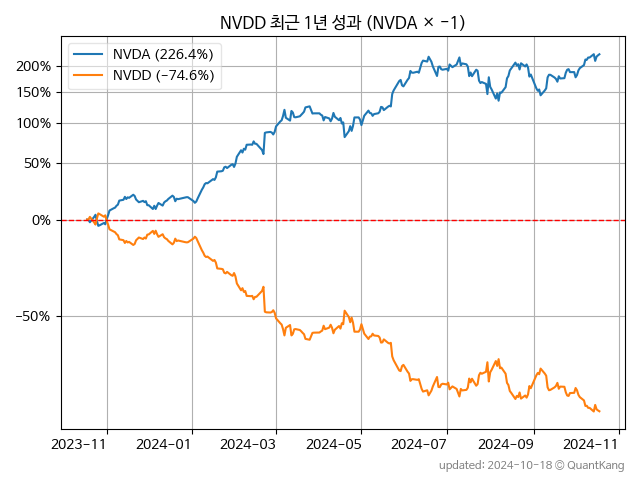 NVDD 최근 1년 성과 (NVDA × −1)
NVDA (226.4%)
NVDD (−74.6%)
200%
150%
100%
50%
0%
−50%
2023-11 2024-01 2024-03 2024-05 2024-07 2024-09 2024-11
updated: 2024-10-18 © QuantKang